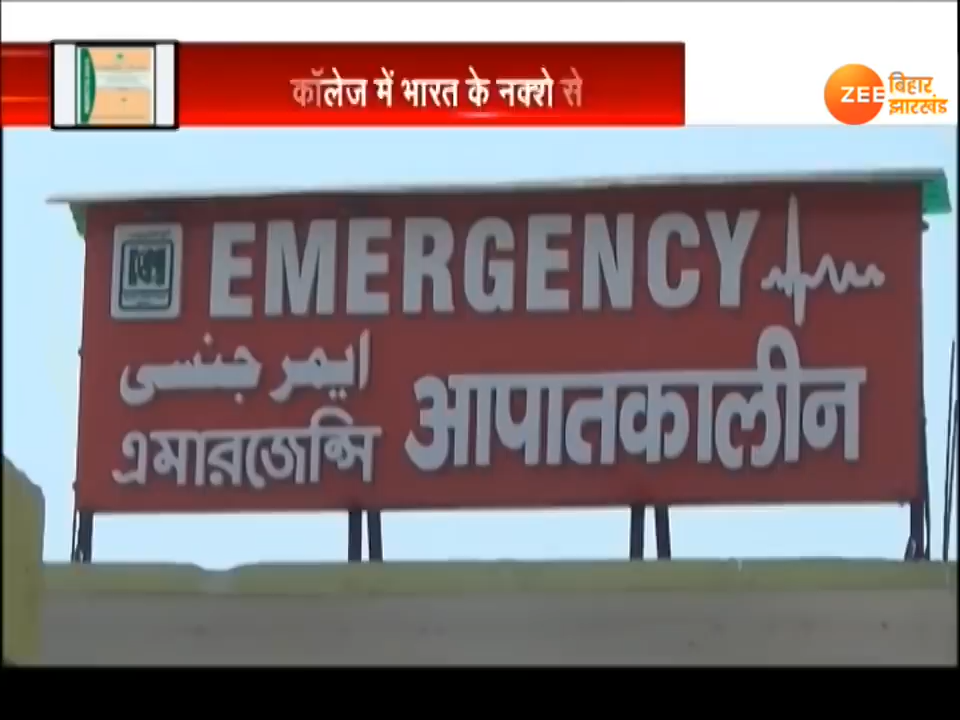 कॉलेज में भारत के नक्शे से
ZEE बिहार
झारखंड
EMERGENCY
ایمرجنسی
এমারজেন্সি
आपातकालीन